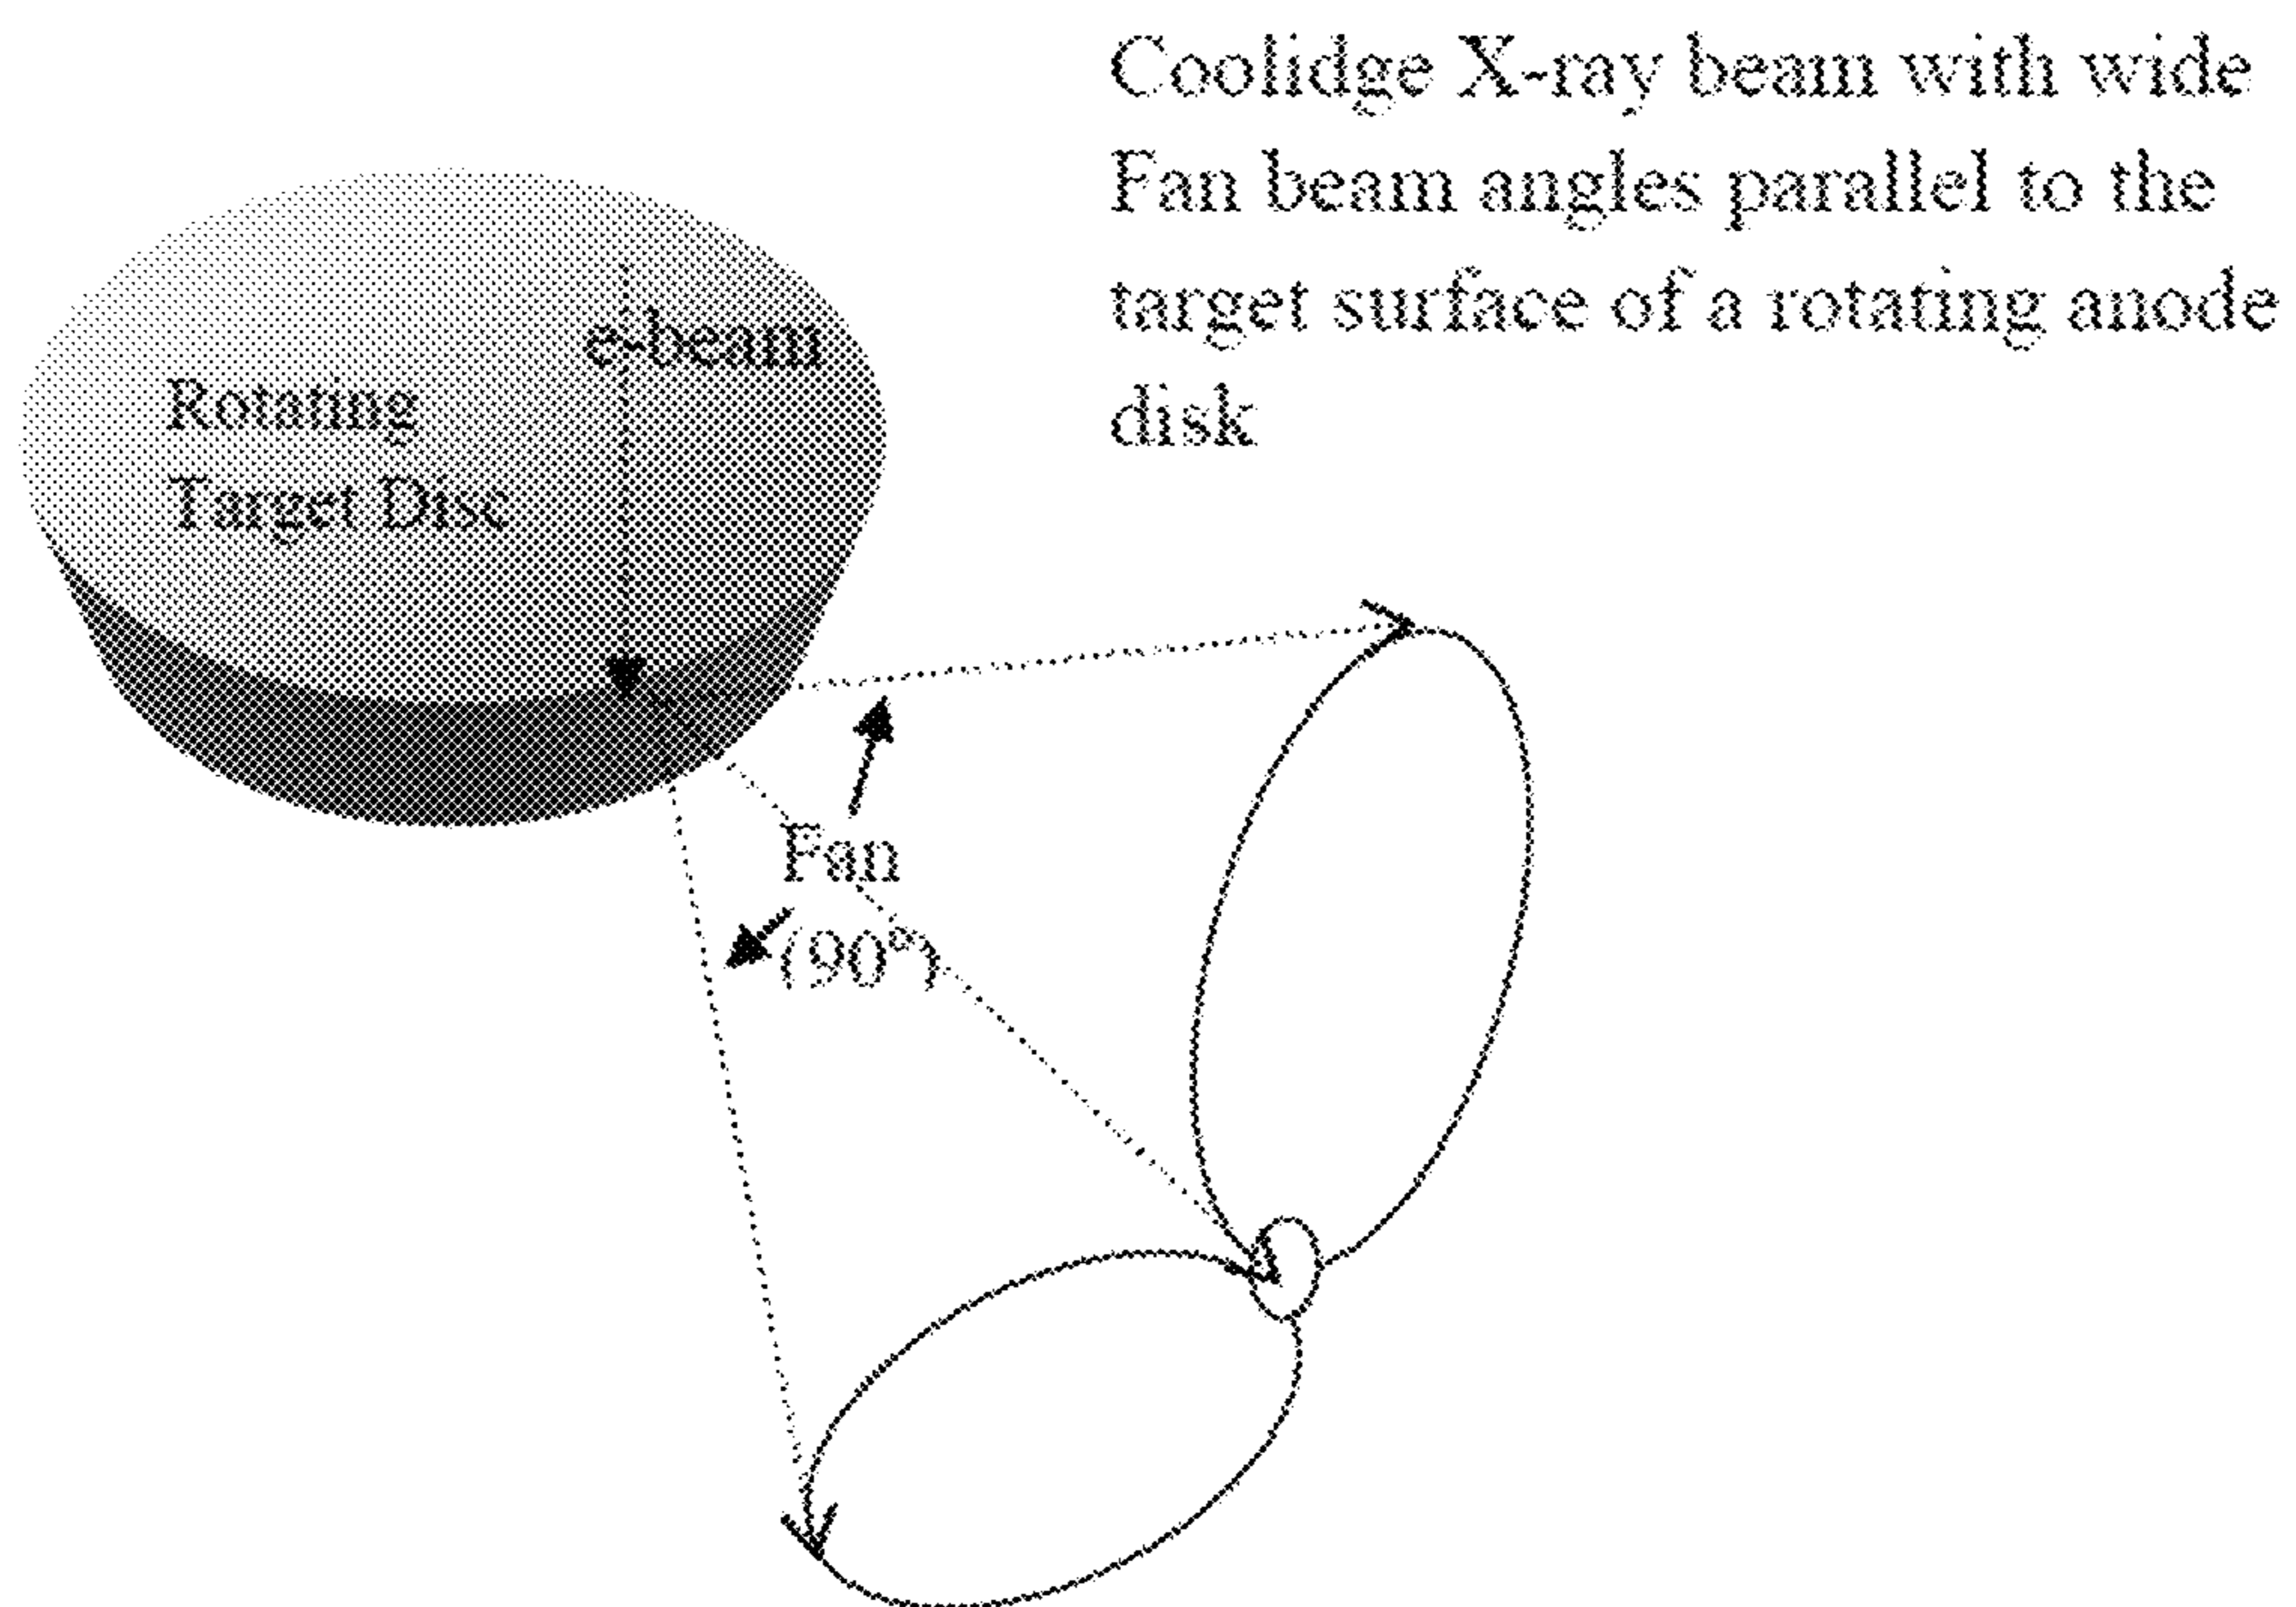 Coolidge X-ray beam with wide
Fan beam angles parallel to the
target surface of a rotating anode
disk
e-beam
Rotating
Target Disc
Fan
(90°)